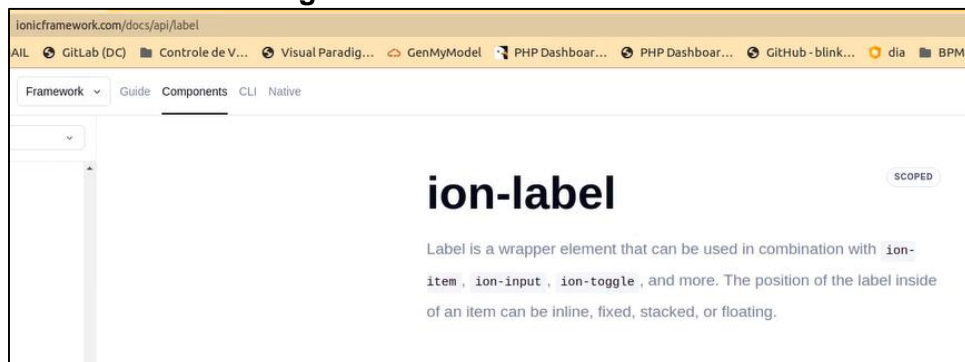 ionicframework.com/docs/api/label
AIL GitLab (DC) Controle de V... Visual Paradig... GenMyModel PHP Dashboar... PHP Dashboar... GitHub - blink... dia BPM
Framework Guide Components CLI Native
ion-label
SCOPED
Label is a wrapper element that can be used in combination with ion-
item , ion-input , ion-toggle , and more. The position of the label inside
of an item can be inline, fixed, stacked, or floating.